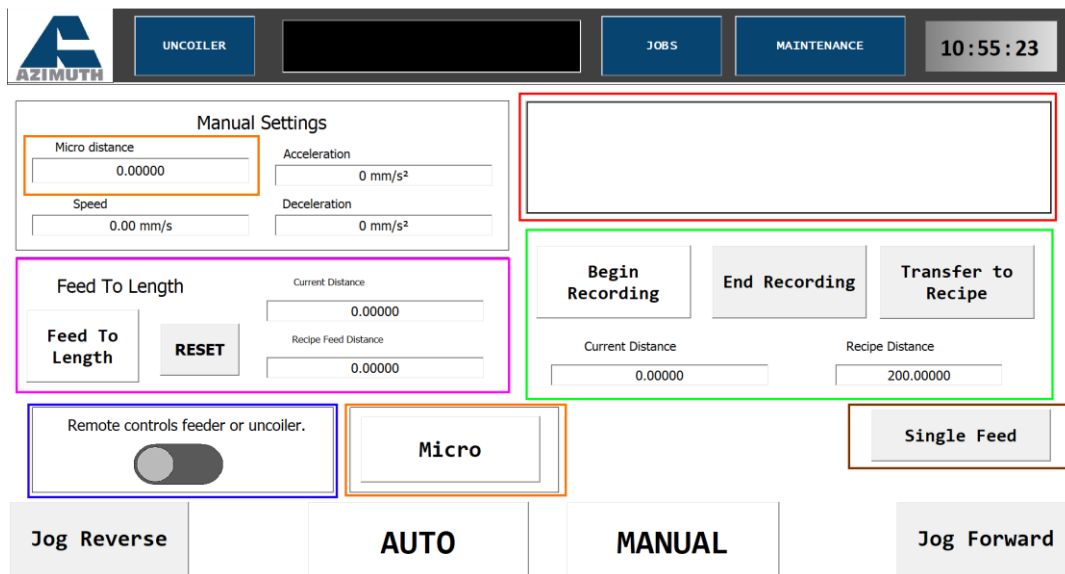 AZIMUTH
UNCOILER
JOBS
MAINTENANCE
10:55:23
Manual Settings
Micro distance
0.00000
Acceleration
0 mm/s²
Speed
0.00 mm/s
Deceleration
0 mm/s²
Feed To Length
Feed To
Length
RESET
Current Distance
0.00000
Recipe Feed Distance
0.00000
Begin
Recording
End Recording
Transfer to
Recipe
Current Distance
0.00000
Recipe Distance
200.00000
Remote controls feeder or uncoiler.
Micro
Single Feed
Jog Reverse
AUTO
MANUAL
Jog Forward